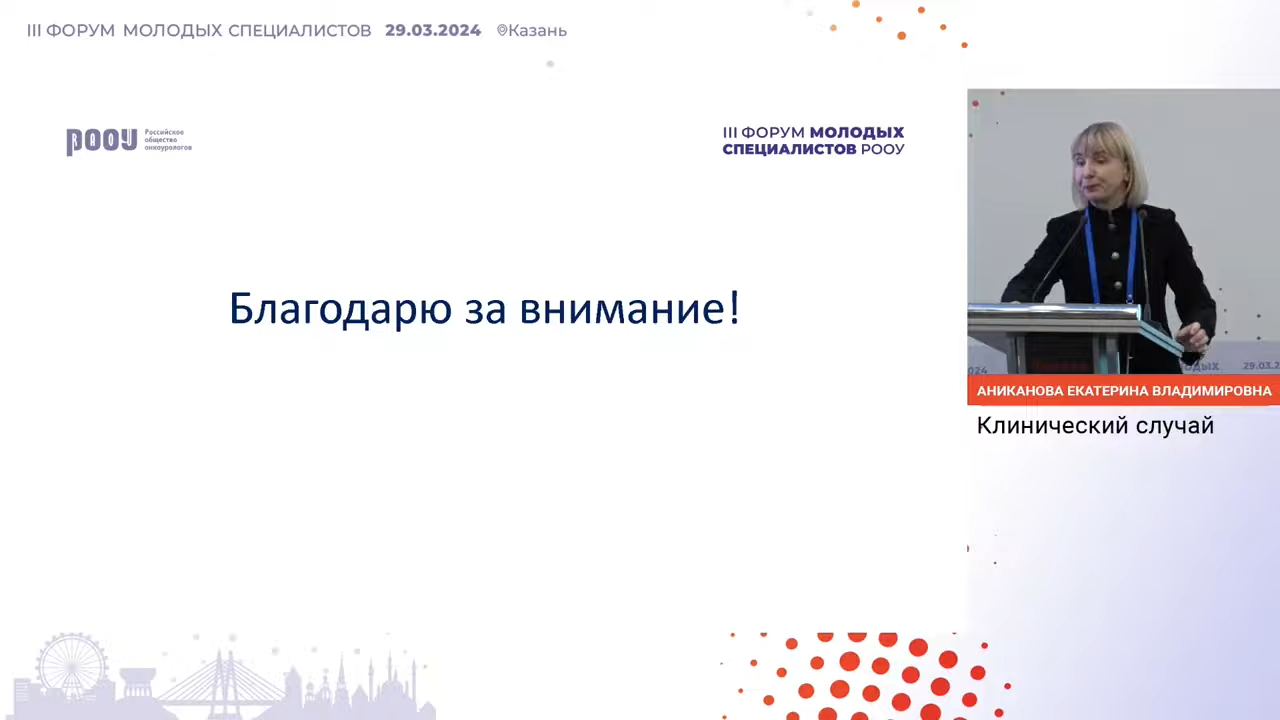 III ФОРУМ МОЛОДЫХ СПЕЦИАЛИСТОВ 29.03.2024 Казань
РООУ
Российское
общество
онкоурологов
III ФОРУМ МОЛОДЫХ
СПЕЦИАЛИСТОВ РООУ
Благодарю за внимание!
АНИКАНОВА ЕКАТЕРИНА ВЛАДИМИРОВНА
Клинический случай